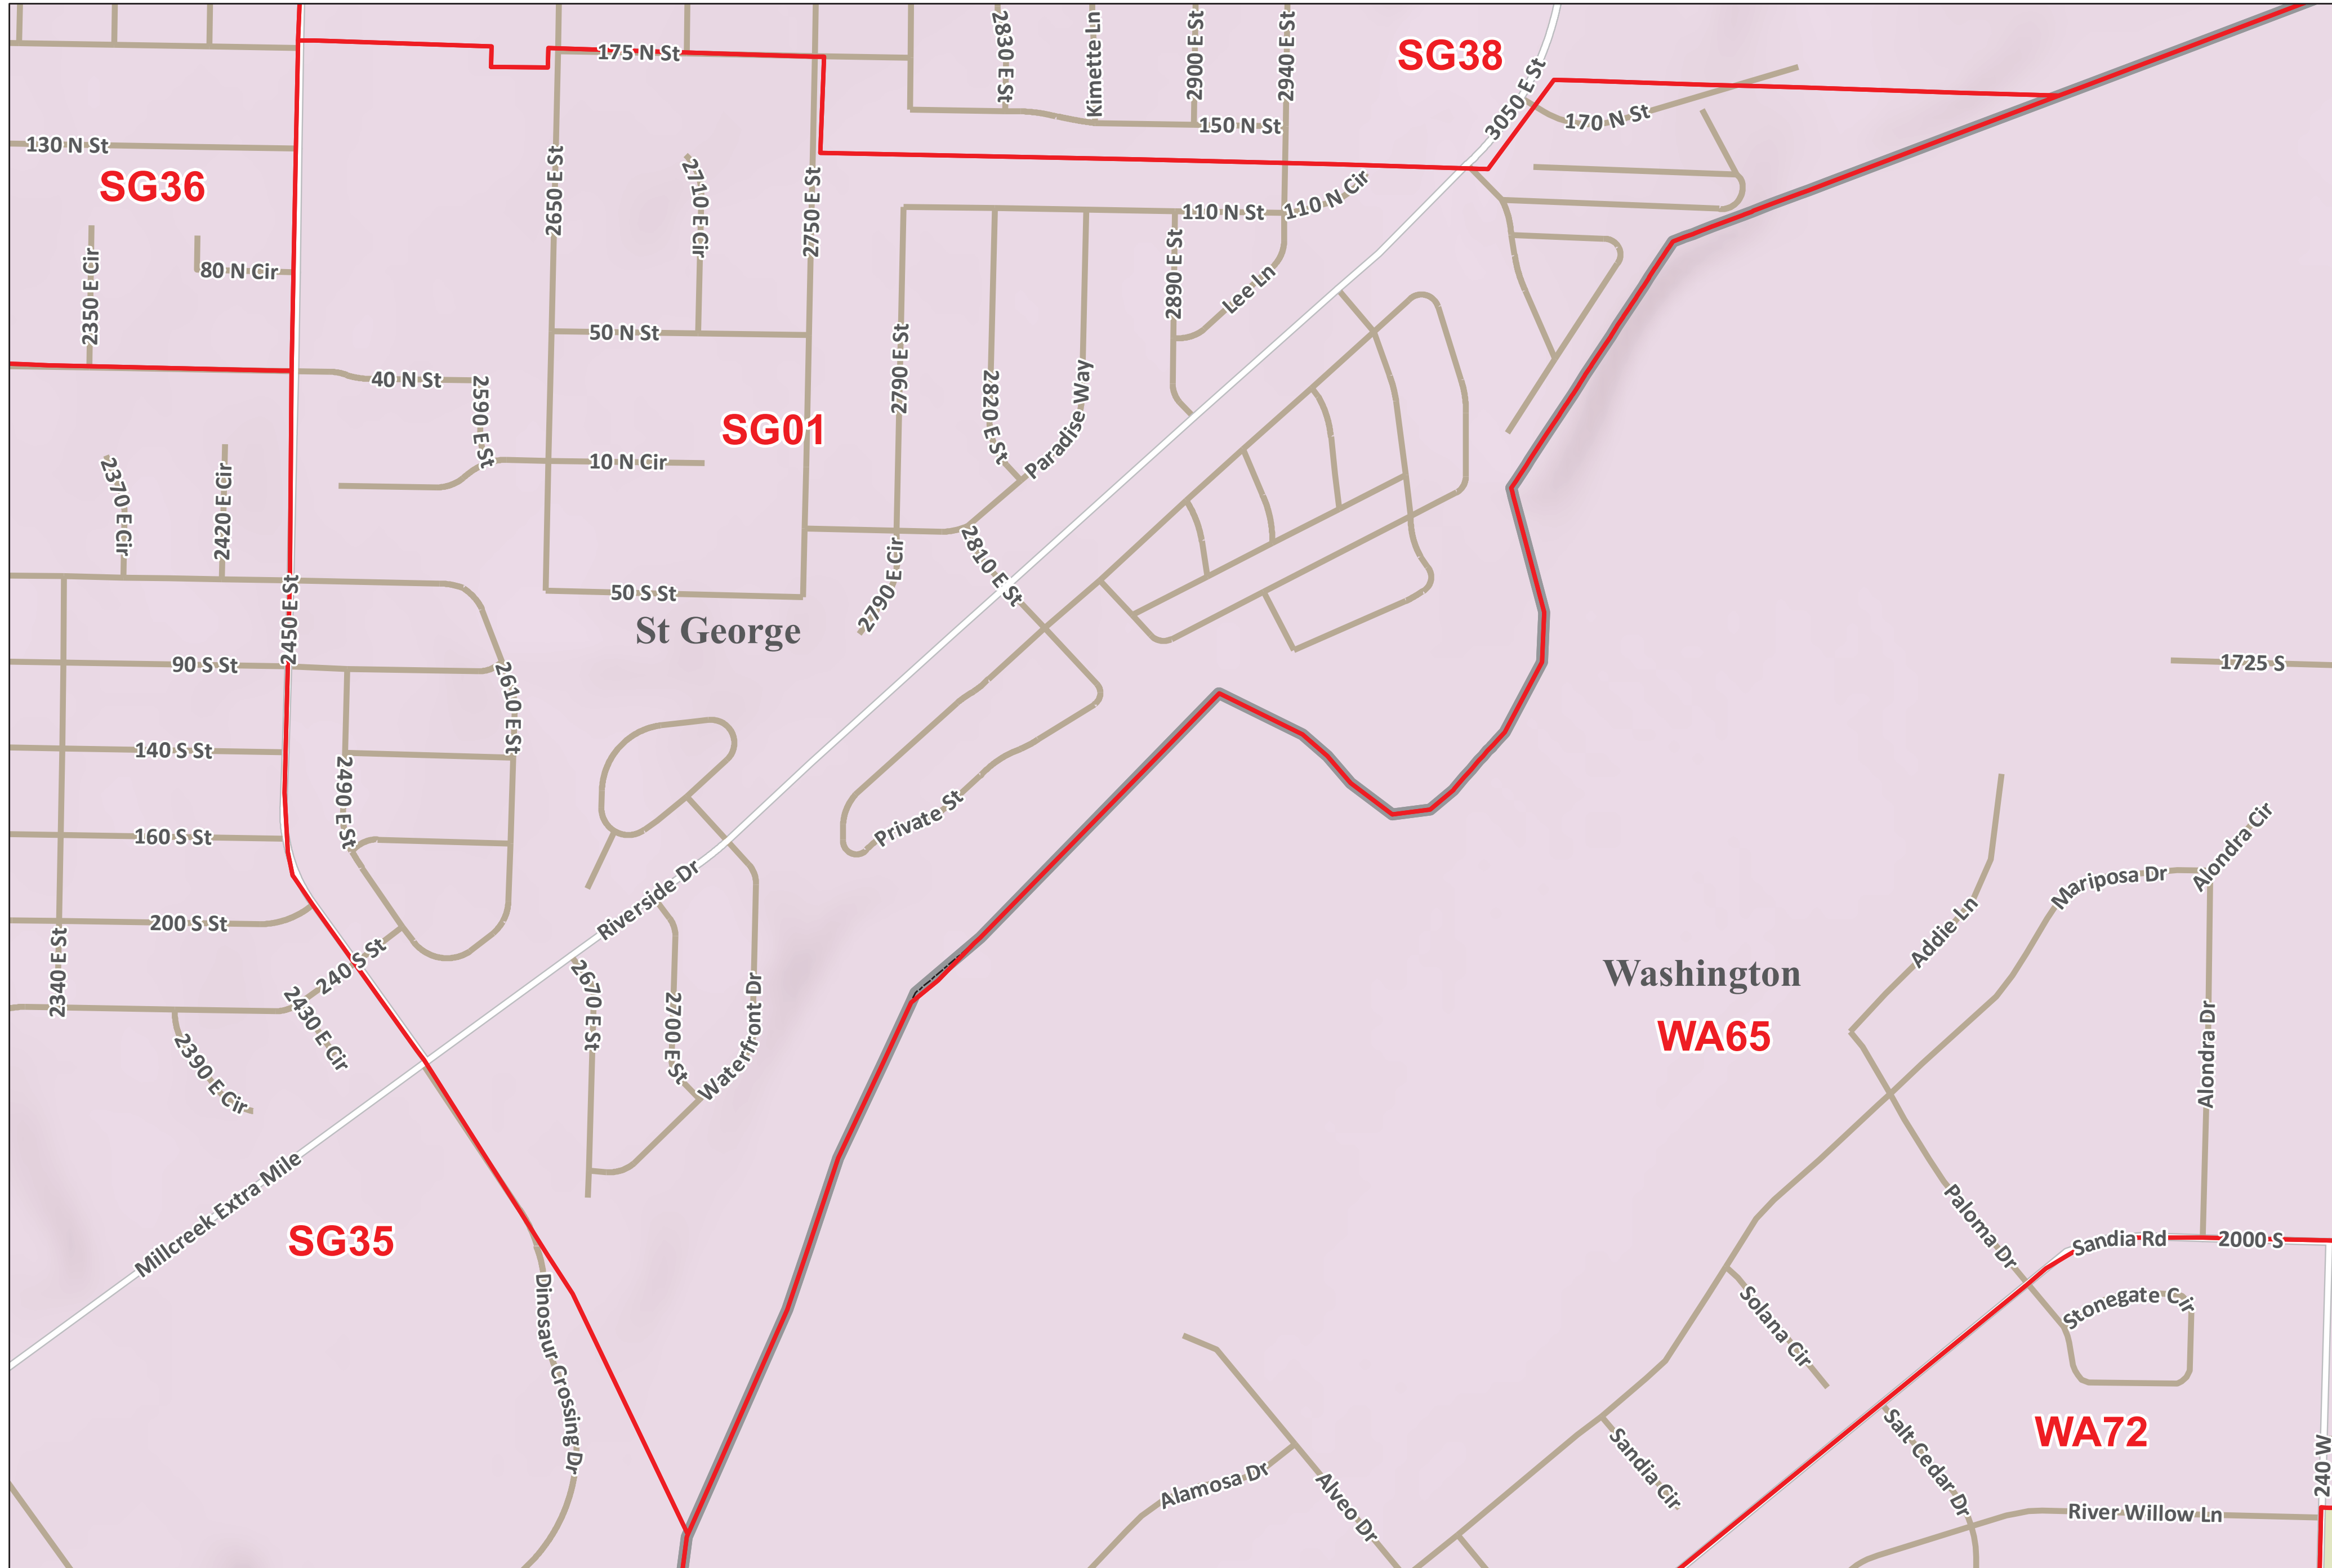 2830 E St
Kimette Ln
2900 E St
2940 E St
SG38
175 N St
3050 E St
170 N St
150 N St
130 N St
SG36
2650 E St
2710 E Cir
2750 E St
110 N St
110 N Cir
2350 E Cir
80 N Cir
2890 E St
Lee Ln
50 N St
2790 E St
2820 E St
Paradise Way
40 N St
2590 E St
SG01
10 N Cir
2370 E Cir
2420 E Cir
2790 E Cir
2810 E St
50 S St
2450 E St
St George
90 S St
2610 E St
1725 S
140 S St
2490 E St
Private St
160 S St
Riverside Dr
Mariposa Dr
Alondra Cir
200 S St
Addie Ln
2340 E St
240 S St
2430 E Cir
2670 E St
2700 E St
Waterfront Dr
Washington
WA65
2390 E Cir
Alondra Dr
Millcreek Extra Mile
SG35
Paloma Dr
Sandia Rd
2000 S
Dinosaur Crossing Dr
Solana Cir
Stonegate Cir
WA72
Alamosa Dr
Alveo Dr
Sandia Cir
Salt Cedar Dr
240 W
River Willow Ln